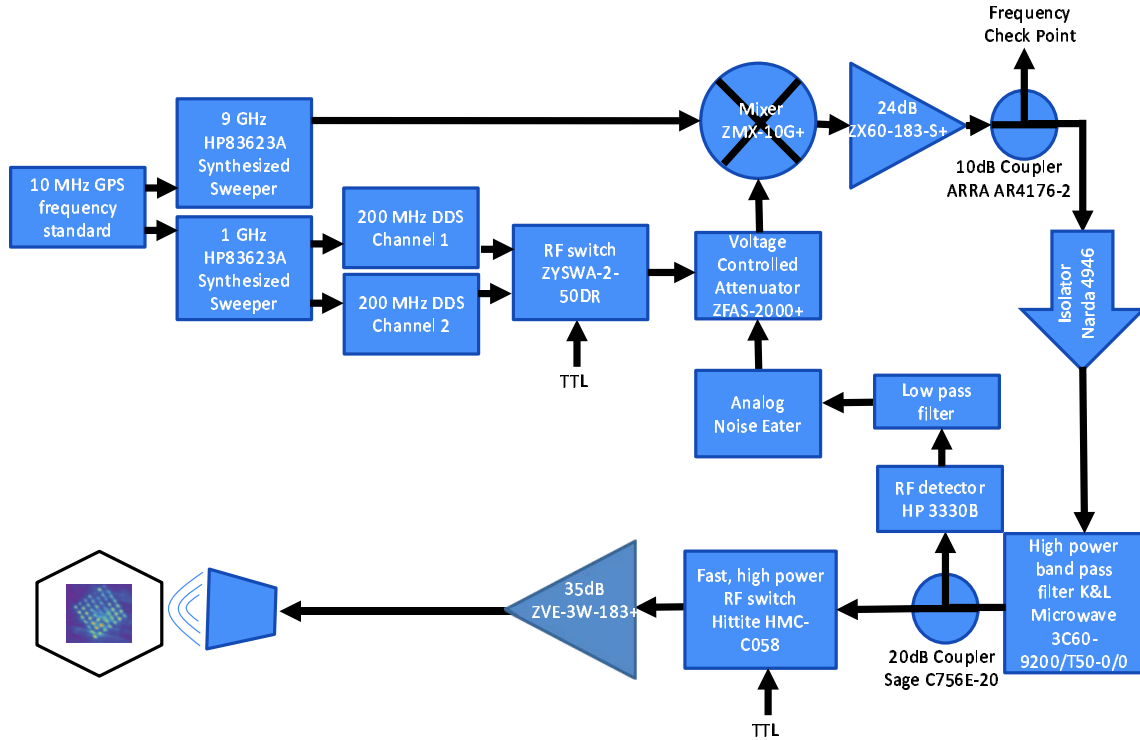 Frequency
Check Point
9 GHz
HP83623A
Synthesized
Sweeper
Mixer
ZMX-10G+
24dB
ZX60-183-S+
10dB Coupler
ARRA AR4176-2
10 MHz GPS
frequency
standard
1 GHz
HP83623A
Synthesized
Sweeper
200 MHz DDS
Channel 1
200 MHz DDS
Channel 2
RF switch
ZYSWA-2-
50DR
TTL
Voltage
Controlled
Attenuator
ZFAS-2000+
Isolator
Narda 4946
Analog
Noise Eater
Low pass
filter
RF detector
HP 3330B
High power
band pass
filter K&L
Microwave
3C60-
9200/T50-0/0
20dB Coupler
Sage C756E-20
Fast, high power
RF switch
Hittite HMC-
C058
TTL
35dB
ZVE-3W-183+